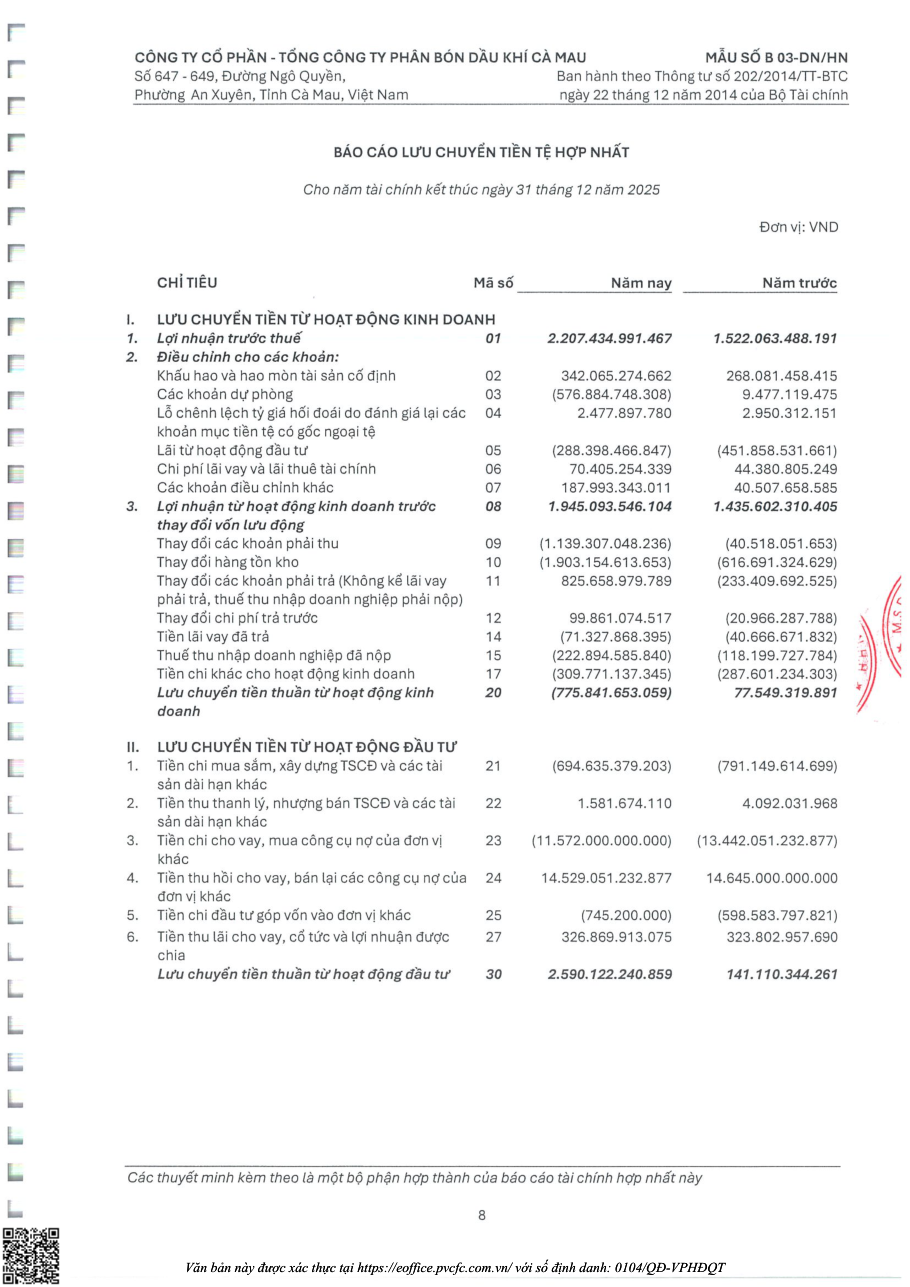 CÔNG TY CỔ PHẦN - TỔNG CÔNG TY PHÂN BÓN DẦU KHÍ CÀ MAU MẪU SỐ B 03-DN/HN
Số 647 - 649, Đường Ngô Quyền, Ban hành theo Thông tư số 202/2014/TT-BTC
Phường An Xuyên, Tỉnh Cà Mau, Việt Nam ngày 22 tháng 12 năm 2014 của Bộ Tài chính
BÁO CÁO LƯU CHUYỂN TIỀN TỆ HỢP NHẤT
Cho năm tài chính kết thúc ngày 31 tháng 12 năm 2025
Đơn vị: VND
CHỈ TIÊU Mã số Năm nay Năm trước
I. LƯU CHUYỂN TIỀN TỪ HOẠT ĐỘNG KINH DOANH
1. Lợi nhuận trước thuế 01 2.207.434.991.467 1.522.063.488.191
2. Điều chỉnh cho các khoản:
Khấu hao và hao mòn tài sản cố định 02 342.065.274.662 268.081.458.415
Các khoản dự phòng 03 (576.884.748.308) 9.477.119.475
Lỗ chênh lệch tỷ giá hối đoái do đánh giá lại các 04 2.477.897.780 2.950.312.151
khoản mục tiền tệ có gốc ngoại tệ
Lãi từ hoạt động đầu tư 05 (288.398.466.847) (451.858.531.661)
Chi phí lãi vay và lãi thuê tài chính 06 70.405.254.339 44.380.805.249
Các khoản điều chỉnh khác 07 187.993.343.011 40.507.658.585
3. Lợi nhuận từ hoạt động kinh doanh trước 08 1.945.093.546.104 1.435.602.310.405
thay đổi vốn lưu động
Thay đổi các khoản phải thu 09 (1.139.307.048.236) (40.518.051.653)
Thay đổi hàng tồn kho 10 (1.903.154.613.653) (616.691.324.629)
Thay đổi các khoản phải trả (Không kể lãi vay 11 825.658.979.789 (233.409.692.525)
phải trả, thuế thu nhập doanh nghiệp phải nộp)
Thay đổi chi phí trả trước 12 99.861.074.517 (20.966.287.788)
Tiền lãi vay đã trả 14 (71.327.868.395) (40.666.671.832)
Thuế thu nhập doanh nghiệp đã nộp 15 (222.894.585.840) (118.199.727.784)
Tiền chi khác cho hoạt động kinh doanh 17 (309.771.137.345) (287.601.234.303)
Lưu chuyển tiền thuần từ hoạt động kinh 20 (775.841.653.059) 77.549.319.891
doanh
II. LƯU CHUYỂN TIỀN TỪ HOẠT ĐỘNG ĐẦU TƯ
1. Tiền chi mua sắm, xây dựng TSCĐ và các tài 21 (694.635.379.203) (791.149.614.699)
sản dài hạn khác
2. Tiền thu thanh lý, nhượng bán TSCĐ và các tài 22 1.581.674.110 4.092.031.968
sản dài hạn khác
3. Tiền chi cho vay, mua công cụ nợ của đơn vị 23 (11.572.000.000.000) (13.442.051.232.877)
khác
4. Tiền thu hồi cho vay, bán lại các công cụ nợ của 24 14.529.051.232.877 14.645.000.000.000
đơn vị khác
5. Tiền chi đầu tư góp vốn vào đơn vị khác 25 (745.200.000) (598.583.797.821)
6. Tiền thu lãi cho vay, cổ tức và lợi nhuận được 27 326.869.913.075 323.802.957.690
chia
Lưu chuyển tiền thuần từ hoạt động đầu tư 30 2.590.122.240.859 141.110.344.261
Các thuyết minh kèm theo là một bộ phận hợp thành của báo cáo tài chính hợp nhất này
8
Văn bản này được xác thực tại https://eoffice.pvcfc.com.vn/ với số định danh: 0104/QĐ-VPHĐQT